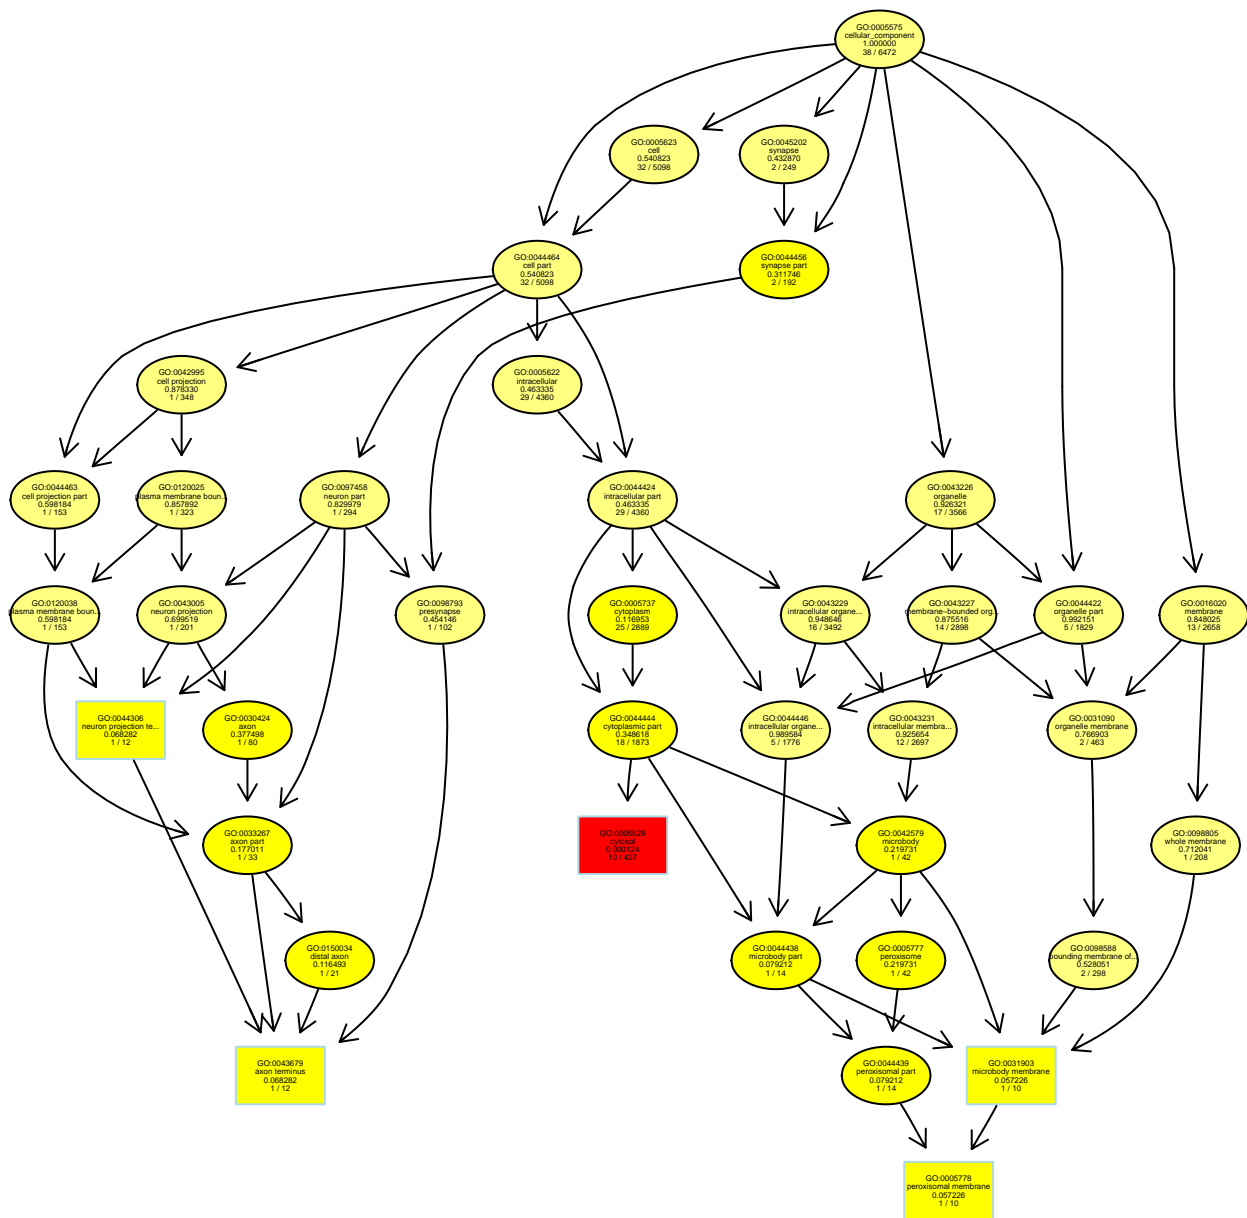 GO:0005575
cellular_component
1.000000
38 / 6472
GO:0005623
cell
0.540823
32 / 5098
GO:0045202
synapse
0.432870
2 / 249
GO:0044464
cell part
0.540823
32 / 5098
GO:0044456
synapse part
0.311746
2 / 192
GO:0042995
cell projection
0.878330
1 / 348
GO:0005622
intracellular
0.463335
29 / 4360
GO:0044463
cell projection part
0.598184
1 / 153
GO:0120025
plasma membrane boun...
0.857892
1 / 323
GO:0097458
neuron part
0.829979
1 / 294
GO:0044424
intracellular part
0.463335
29 / 4360
GO:0043226
organelle
0.926321
17 / 3566
GO:0120038
plasma membrane boun...
0.598184
1 / 153
GO:0043005
neuron projection
0.699519
1 / 201
GO:0098793
presynapse
0.454146
1 / 102
GO:0005737
cytoplasm
0.116953
25 / 2889
GO:0043229
intracellular organe...
0.948646
16 / 3492
GO:0043227
membrane−bounded org...
0.875516
14 / 2898
GO:0044422
organelle part
0.992151
5 / 1829
GO:0016020
membrane
0.848025
13 / 2658
GO:0044306
neuron projection te...
0.068282
1 / 12
GO:0030424
axon
0.377498
1 / 80
GO:0044444
cytoplasmic part
0.348618
18 / 1873
GO:0044446
intracellular organe...
0.989584
5 / 1776
GO:0043231
intracellular membra...
0.925654
12 / 2697
GO:0031090
organelle membrane
0.766903
2 / 463
GO:0033267
axon part
0.177011
1 / 33
GO:0005829
cytosol
0.000124
10 / 427
GO:0042579
microbody
0.219731
1 / 42
GO:0098805
whole membrane
0.712041
1 / 208
GO:0150034
distal axon
0.116493
1 / 21
GO:0044438
microbody part
0.079212
1 / 14
GO:0005777
peroxisome
0.219731
1 / 42
GO:0098588
bounding membrane of...
0.528051
2 / 298
GO:0043679
axon terminus
0.068282
1 / 12
GO:0044439
peroxisomal part
0.079212
1 / 14
GO:0031903
microbody membrane
0.057226
1 / 10
GO:0005778
peroxisomal membrane
0.057226
1 / 10